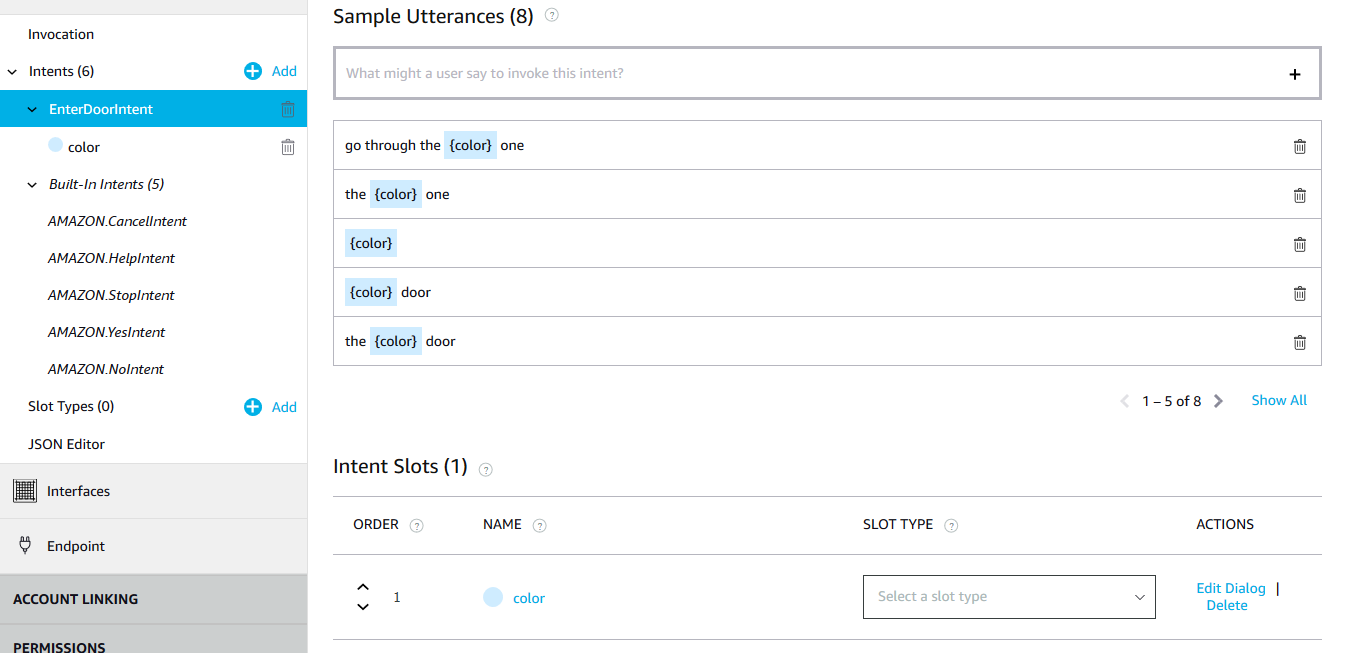 Invocation
Intents (6)
Add
EnterDoorIntent
color
Built-In Intents (5)
AMAZON.CancelIntent
AMAZON.HelpIntent
AMAZON.StopIntent
AMAZON.YesIntent
AMAZON.NoIntent
Slot Types (0)
Add
JSON Editor
Interfaces
Endpoint
ACCOUNT LINKING
PERMISSIONS
Sample Utterances (8) ?
What might a user say to invoke this intent? +
go through the {color} one
the {color} one
{color}
{color} door
the {color} door
1 – 5 of 8
Show All
Intent Slots (1) ?
ORDER ? NAME ? SLOT TYPE ? ACTIONS
1 color Select a slot type Edit Dialog |
Delete